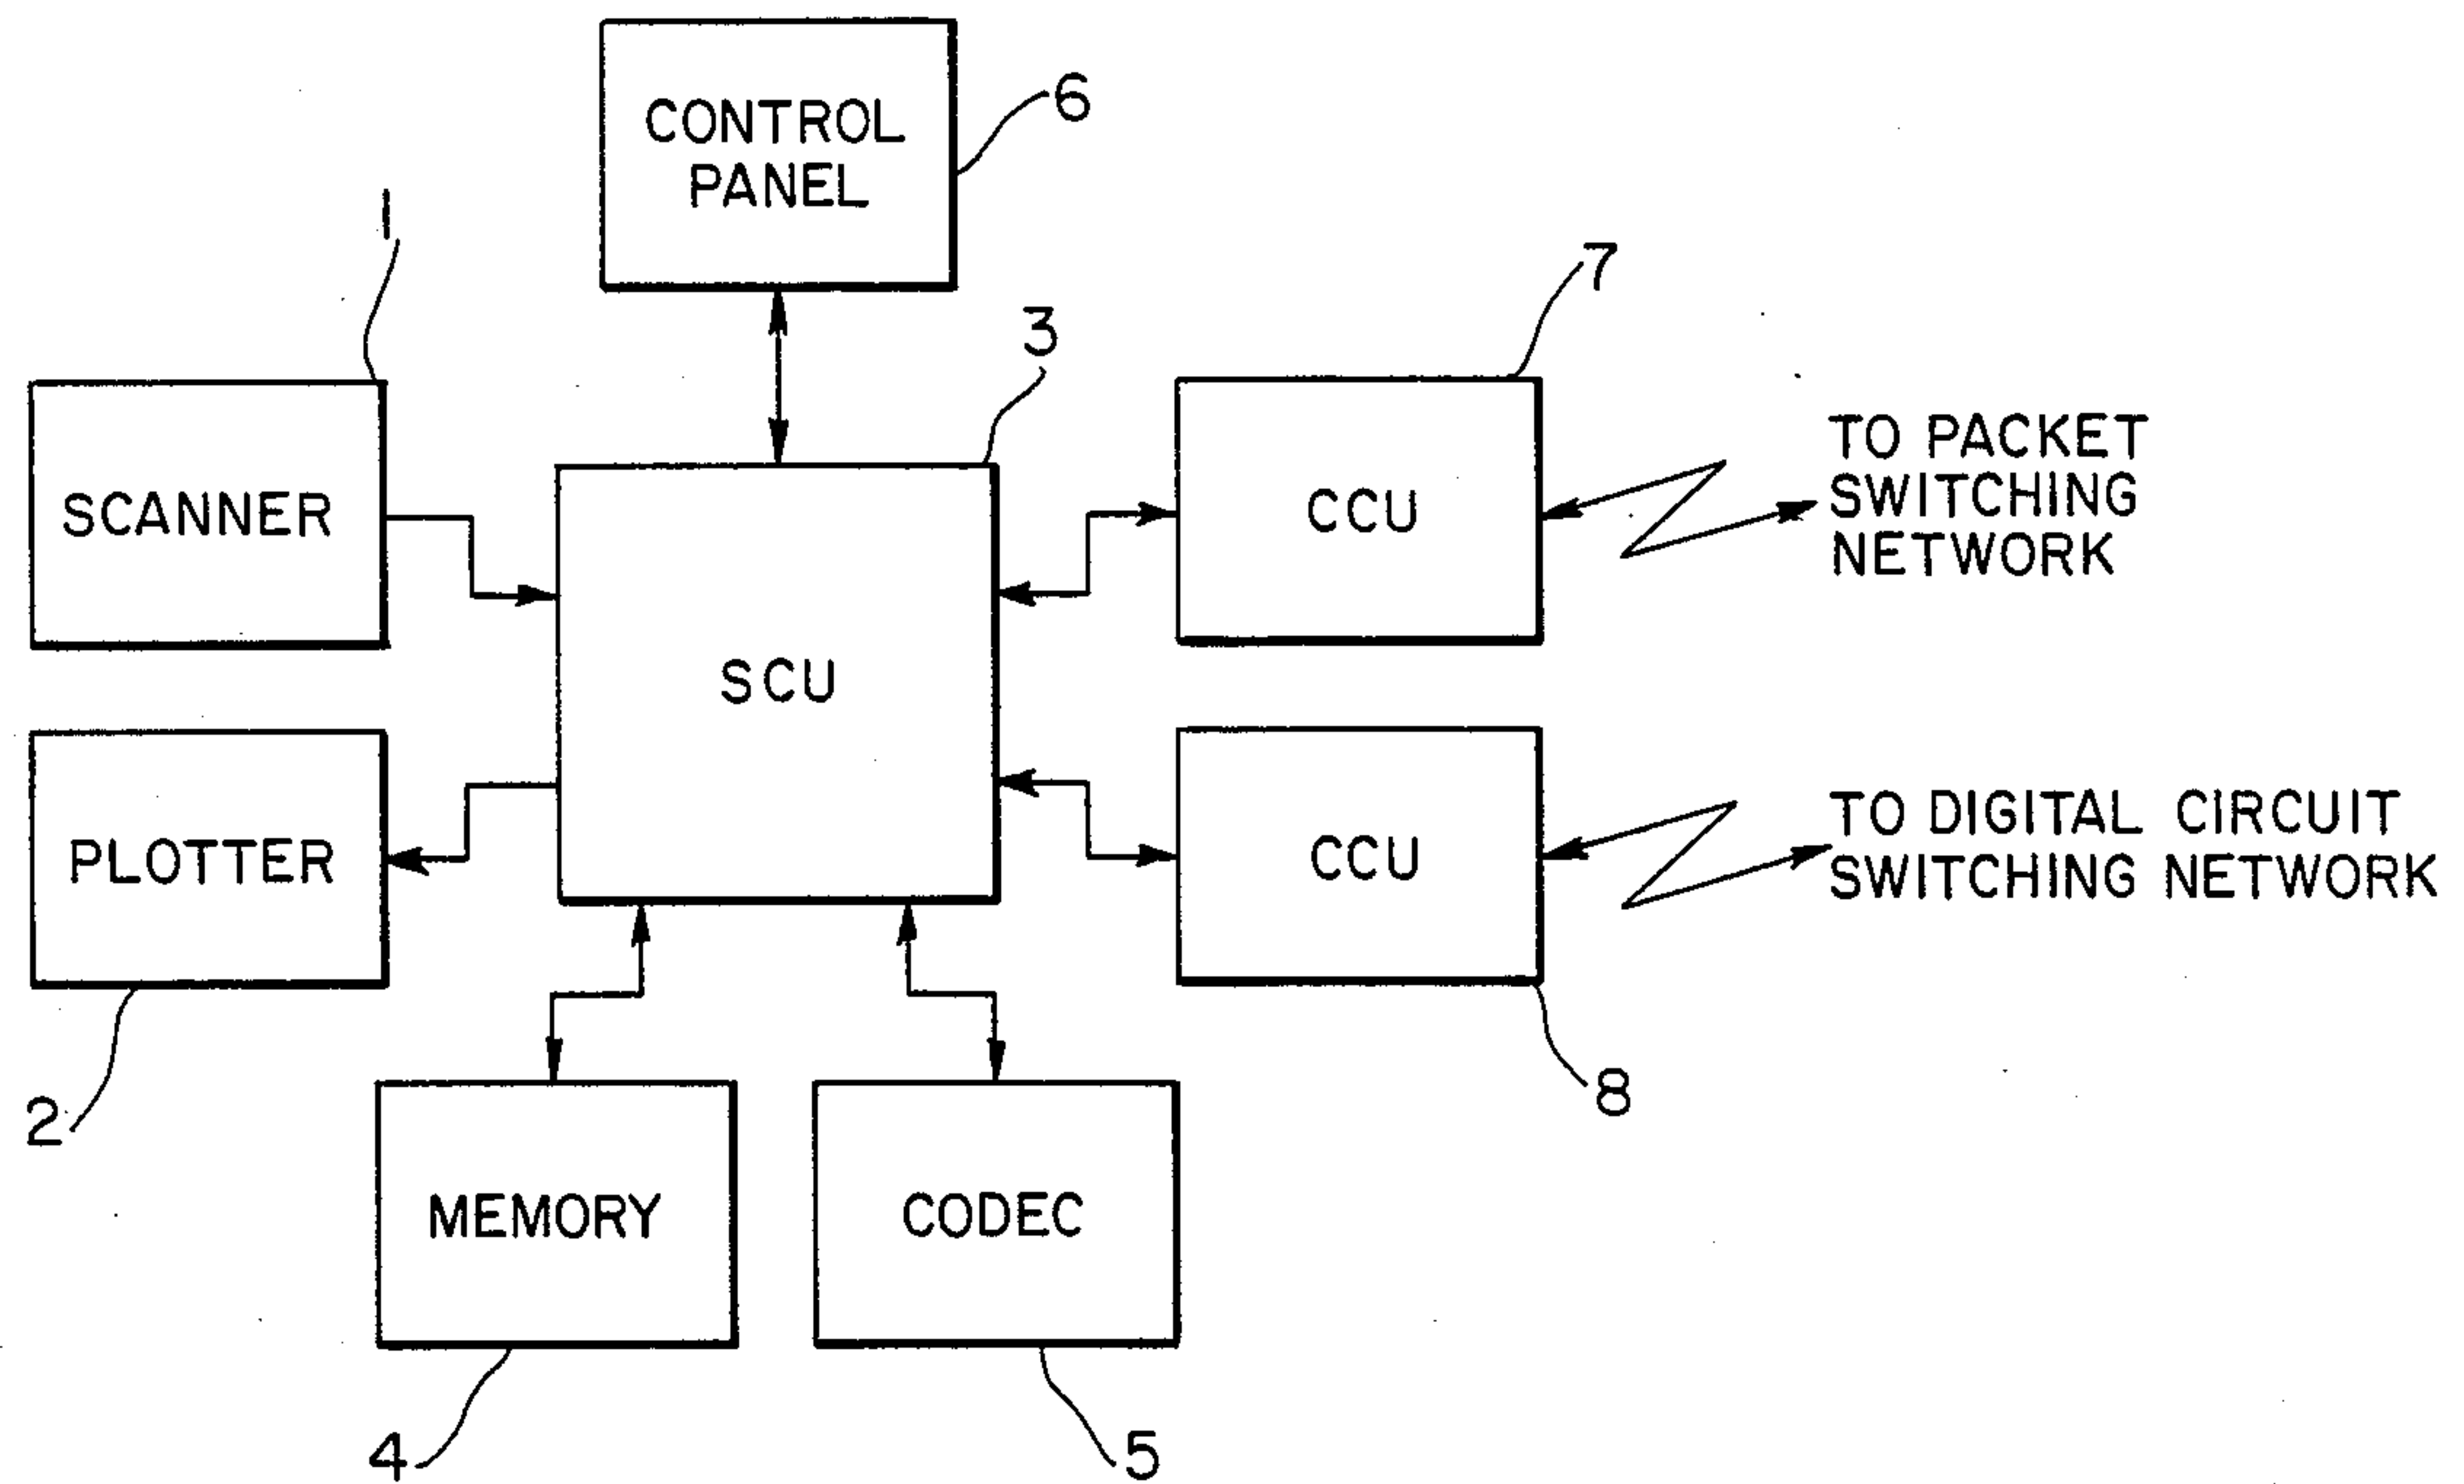 CONTROL
PANEL
6
1
3
7
SCANNER
CCU
TO PACKET
SWITCHING
NETWORK
SCU
PLOTTER
CCU
TO DIGITAL CIRCUIT
SWITCHING NETWORK
2
8
MEMORY
CODEC
4
5